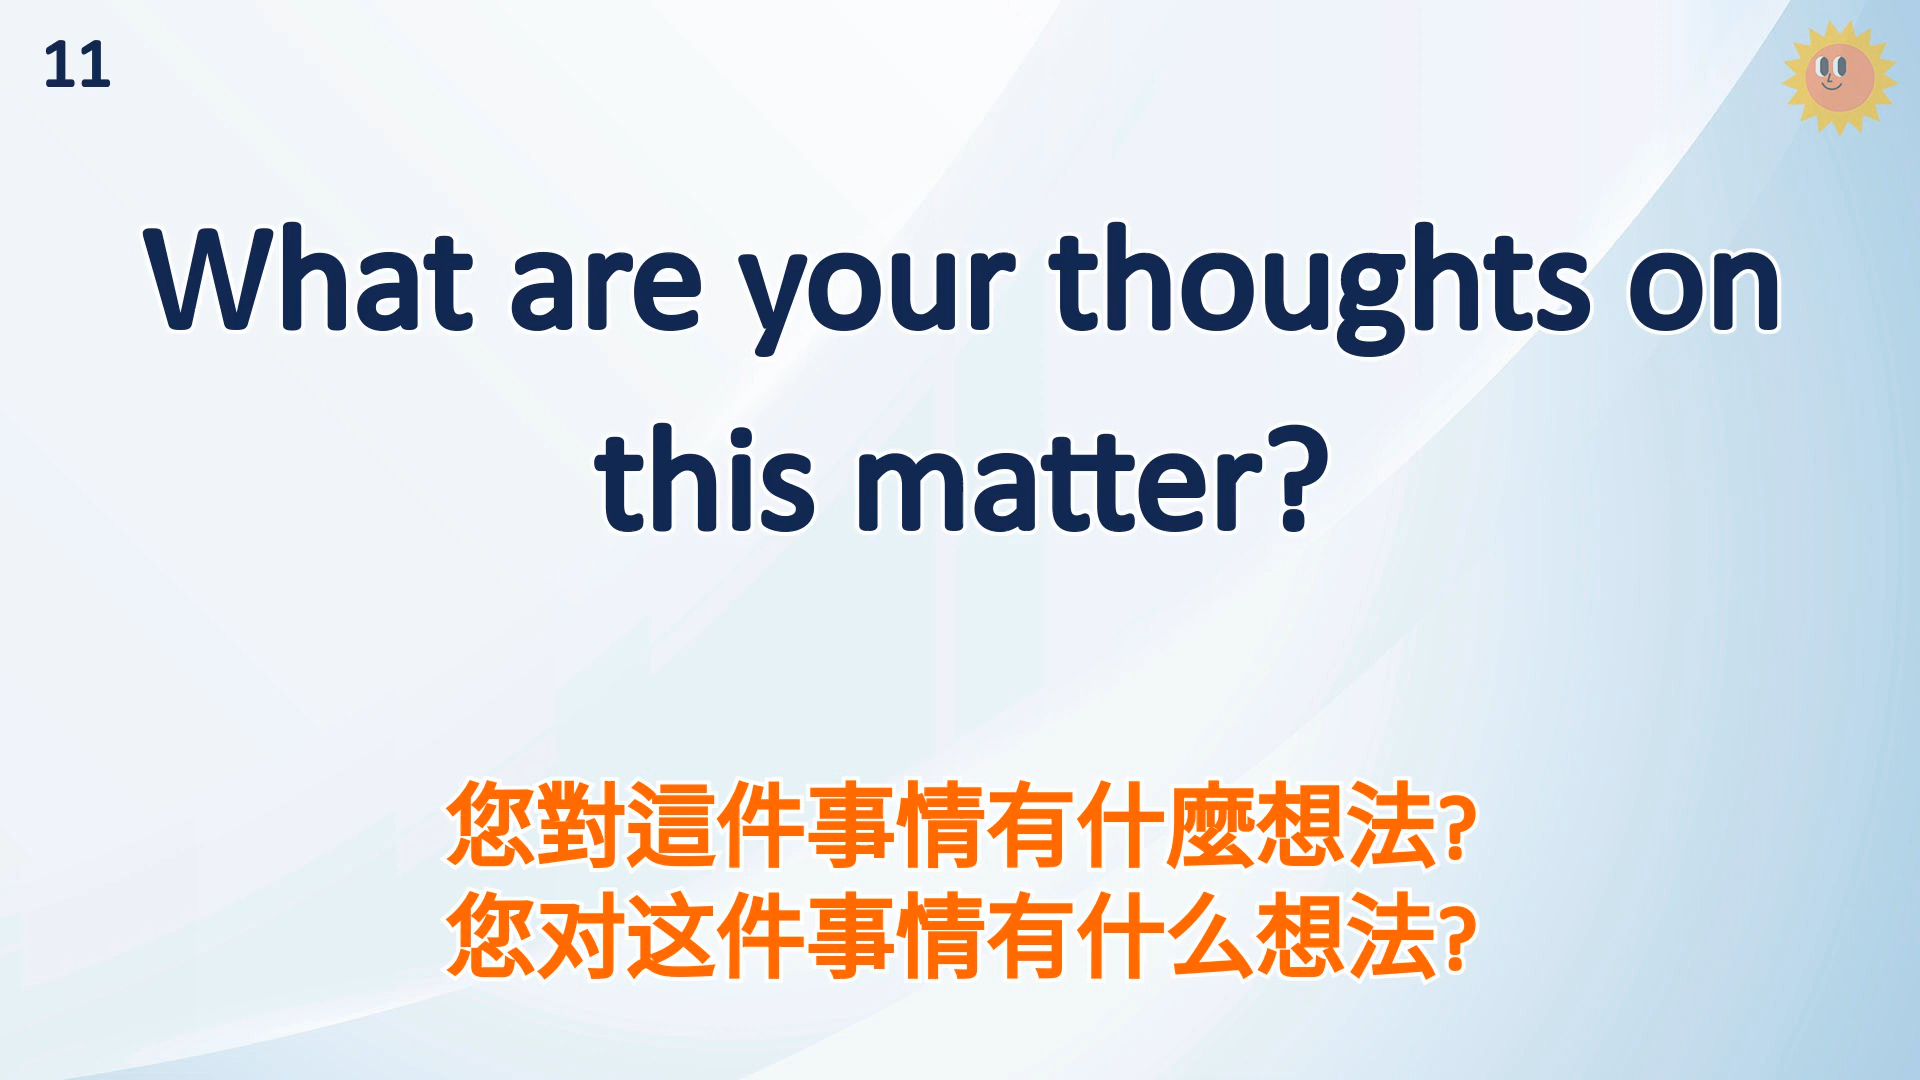 11
What are your thoughts on
this matter?
您對這件事情有什麼想法?
您对这件事情有什么想法?